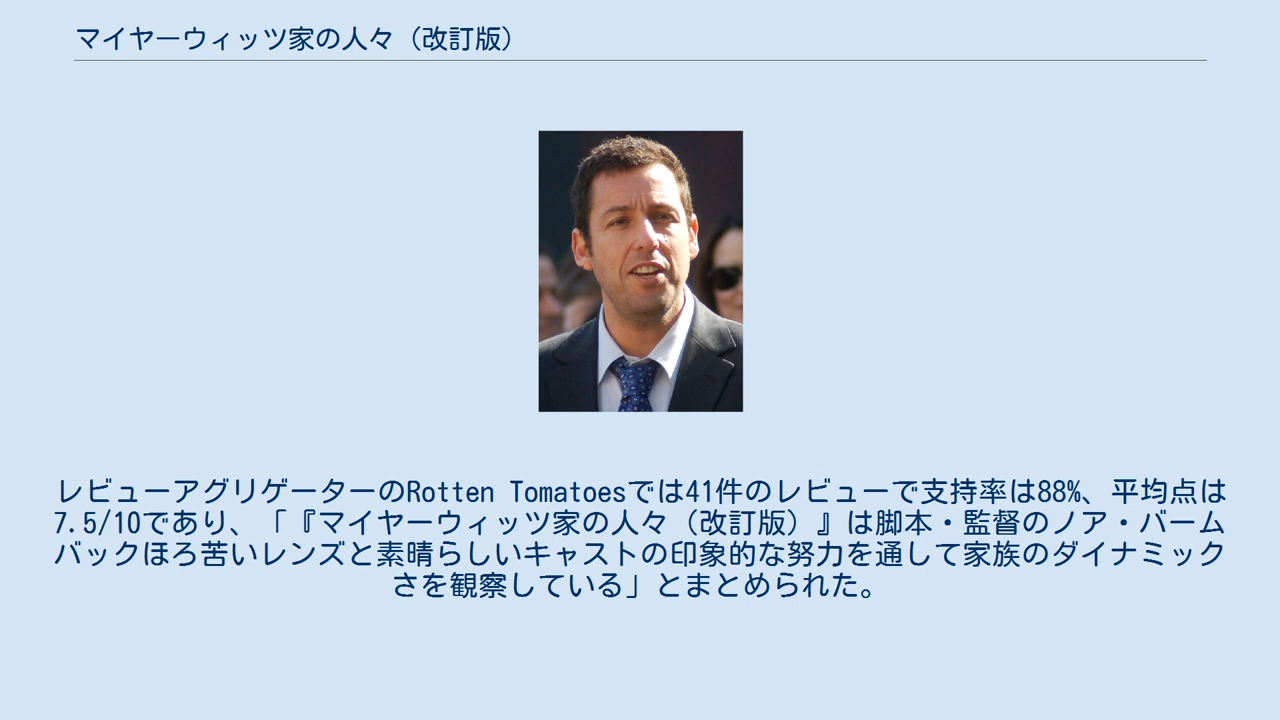 マイヤーウィッツ家の人々（改訂版）
レビューアグリゲーターのRotten Tomatoesでは41件のレビューで支持率は88%、平均点は
7.5/10であり、「『マイヤーウィッツ家の人々（改訂版）』は脚本・監督のノア・バーム
バックほろ苦いレンズと素晴らしいキャストの印象的な努力を通して家族のダイナミック
さを観察している」とまとめられた。